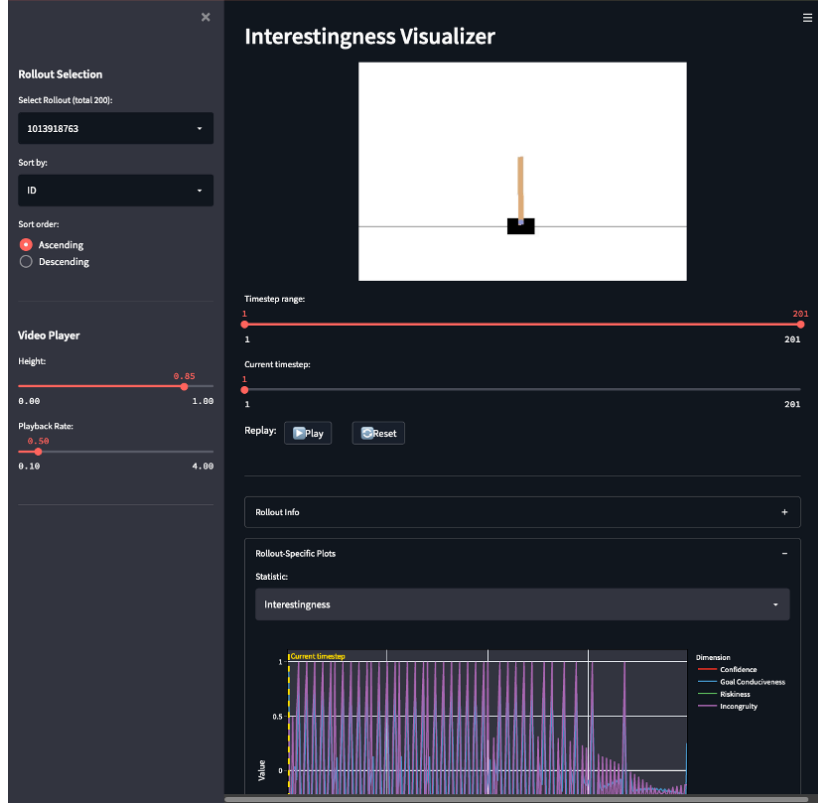 ×
☰
Rollout Selection
Select Rollout (total 200):
1013918763
Sort by:
ID
Sort order:
Ascending
Descending
Video Player
Height:
0.85
0.00 1.00
Playback Rate:
0.50
0.10 4.00
Interestingness Visualizer
Timestep range:
1 201
1 201
Current timestep:
1
1 201
Replay: Play Reset
Rollout Info +
Rollout-Specific Plots −
Statistic:
Interestingness
Current timestep
1
0.5
0
Value
Dimension
Confidence
Goal Conduciveness
Riskiness
Incongruity